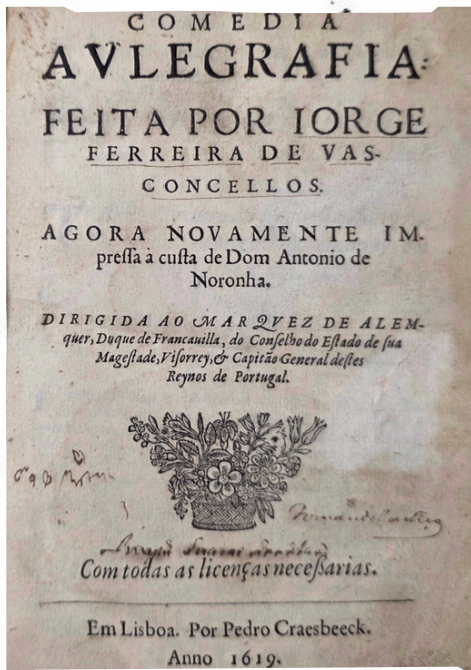 COMEDIA
AVLEGRAFIA:
FEITA POR IORGE
FERREIRA DE VAS-
CONCELLOS.
AGORA NOVAMENTE IM-
preſſa à cuſta de Dom Antonio de
Noronha.
DIRIGIDA AO MARQVEZ DE ALEM-
quer, Duque de Francauilla, do Conſelho do Eſtado de ſua
Mageſtade, Viſorrey, & Capitão General deſtes
Reynos de Portugal.
Com todas as licenças neceſſarias.
Em Lisboa. Por Pedro Craesbeeck.
Anno 1619.